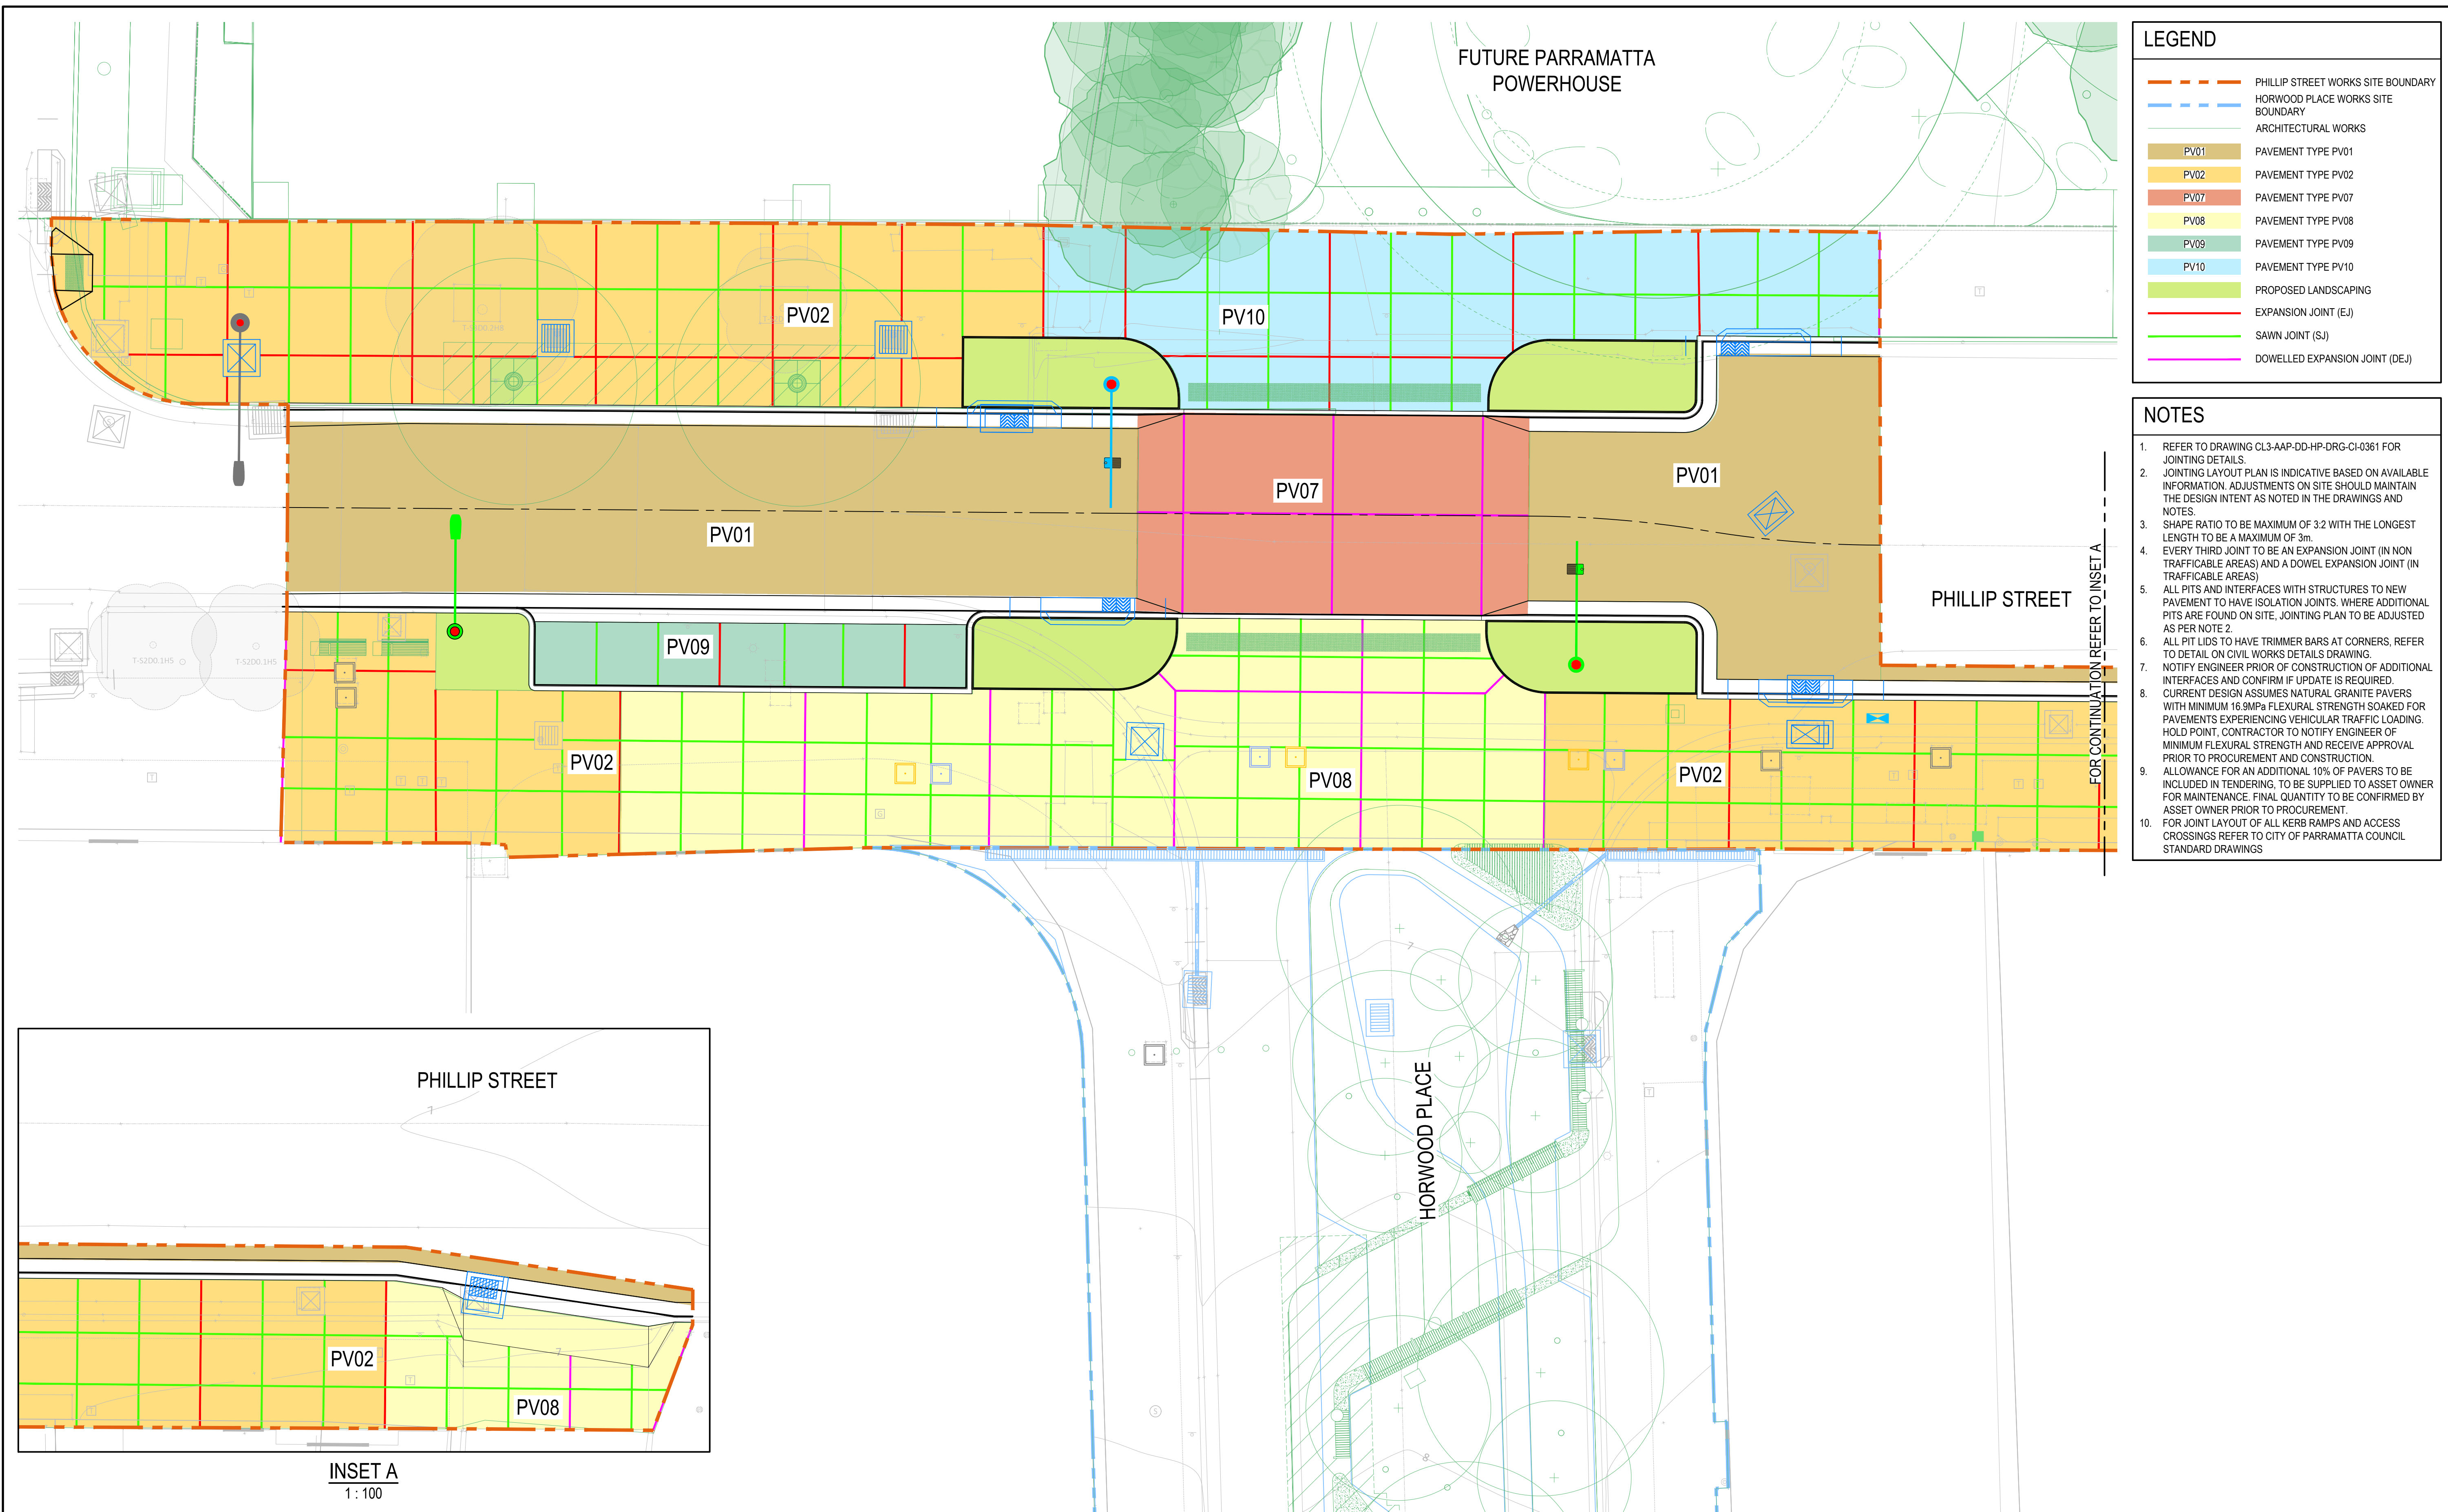 FUTURE PARRAMATTA
POWERHOUSE
PV02
PV10
PV01
PV07
PV01
PV09
PV02
PV08
PV02
PHILLIP STREET
FOR CONTINUATION REFER TO INSET A
T-S2D0.1H5
T-S2D0.1H5
HORWOOD PLACE
PHILLIP STREET
7
7
7
PV02
PV08
INSET A
1 : 100
LEGEND
PHILLIP STREET WORKS SITE BOUNDARY
HORWOOD PLACE WORKS SITE
BOUNDARY
ARCHITECTURAL WORKS
PV01 PAVEMENT TYPE PV01
PV02 PAVEMENT TYPE PV02
PV07 PAVEMENT TYPE PV07
PV08 PAVEMENT TYPE PV08
PV09 PAVEMENT TYPE PV09
PV10 PAVEMENT TYPE PV10
PROPOSED LANDSCAPING
EXPANSION JOINT (EJ)
SAWN JOINT (SJ)
DOWELLED EXPANSION JOINT (DEJ)
NOTES
1. REFER TO DRAWING CL3-AAP-DD-HP-DRG-CI-0361 FOR
JOINTING DETAILS.
2. JOINTING LAYOUT PLAN IS INDICATIVE BASED ON AVAILABLE
INFORMATION. ADJUSTMENTS ON SITE SHOULD MAINTAIN
THE DESIGN INTENT AS NOTED IN THE DRAWINGS AND
NOTES.
3. SHAPE RATIO TO BE MAXIMUM OF 3:2 WITH THE LONGEST
LENGTH TO BE A MAXIMUM OF 3m.
4. EVERY THIRD JOINT TO BE AN EXPANSION JOINT (IN NON
TRAFFICABLE AREAS) AND A DOWEL EXPANSION JOINT (IN
TRAFFICABLE AREAS)
5. ALL PITS AND INTERFACES WITH STRUCTURES TO NEW
PAVEMENT TO HAVE ISOLATION JOINTS. WHERE ADDITIONAL
PITS ARE FOUND ON SITE, JOINTING PLAN TO BE ADJUSTED
AS PER NOTE 2.
6. ALL PIT LIDS TO HAVE TRIMMER BARS AT CORNERS, REFER
TO DETAIL ON CIVIL WORKS DETAILS DRAWING.
7. NOTIFY ENGINEER PRIOR OF CONSTRUCTION OF ADDITIONAL
INTERFACES AND CONFIRM IF UPDATE IS REQUIRED.
8. CURRENT DESIGN ASSUMES NATURAL GRANITE PAVERS
WITH MINIMUM 16.9MPa FLEXURAL STRENGTH SOAKED FOR
PAVEMENTS EXPERIENCING VEHICULAR TRAFFIC LOADING.
HOLD POINT, CONTRACTOR TO NOTIFY ENGINEER OF
MINIMUM FLEXURAL STRENGTH AND RECEIVE APPROVAL
PRIOR TO PROCUREMENT AND CONSTRUCTION.
9. ALLOWANCE FOR AN ADDITIONAL 10% OF PAVERS TO BE
INCLUDED IN TENDERING, TO BE SUPPLIED TO ASSET OWNER
FOR MAINTENANCE. FINAL QUANTITY TO BE CONFIRMED BY
ASSET OWNER PRIOR TO PROCUREMENT.
10. FOR JOINT LAYOUT OF ALL KERB RAMPS AND ACCESS
CROSSINGS REFER TO CITY OF PARRAMATTA COUNCIL
STANDARD DRAWINGS